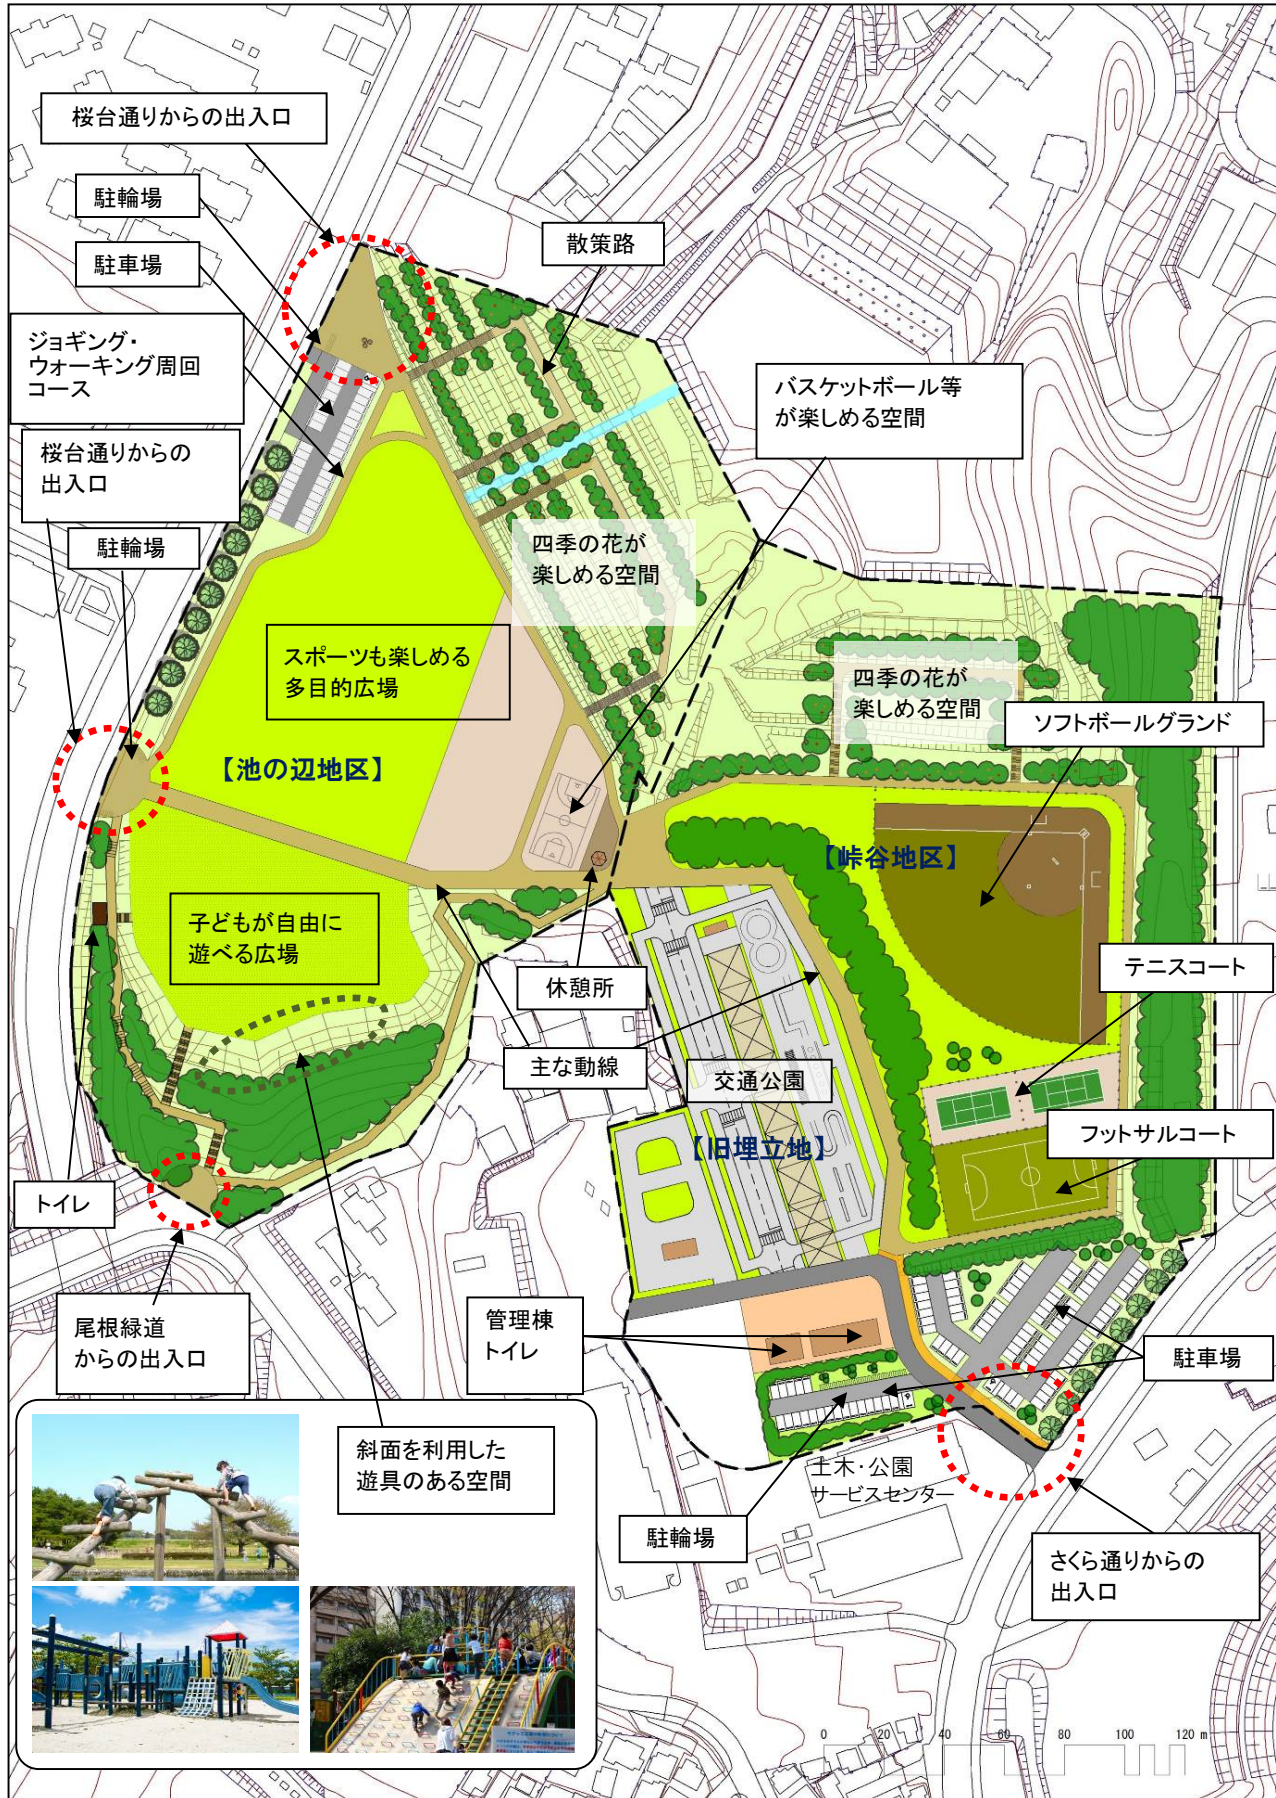 桜台通りからの出入口
駐輪場
駐車場
散策路
ジョギング・
ウォーキング周回
コース
バスケットボール等
が楽しめる空間
桜台通りからの
出入口
駐輪場
四季の花が
楽しめる空間
スポーツも楽しめる
多目的広場
四季の花が
楽しめる空間
ソフトボールグランド
【池の辺地区】
【峠谷地区】
子どもが自由に
遊べる広場
テニスコート
休憩所
主な動線
交通公園
フットサルコート
【旧埋立地】
トイレ
尾根緑道
からの出入口
管理棟
トイレ
駐車場
斜面を利用した
遊具のある空間
土木・公園
サービスセンター
駐輪場
さくら通りからの
出入口
0 20 40 60 80 100 120 m